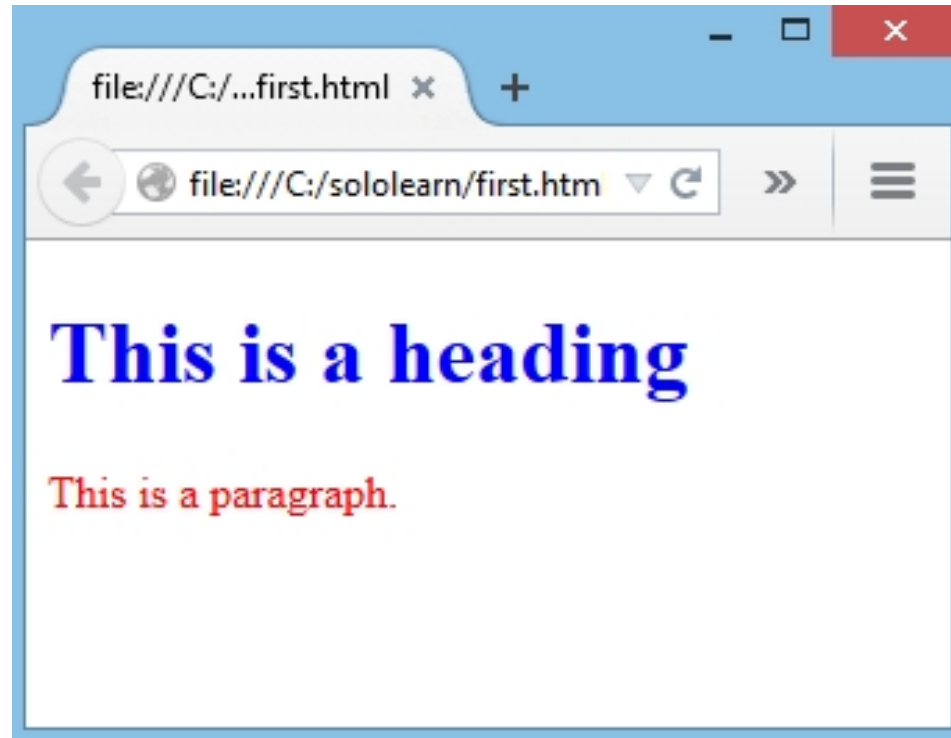 file:///C:/...first.html
file:///C:/sololearn/first.htm
This is a heading
This is a paragraph.